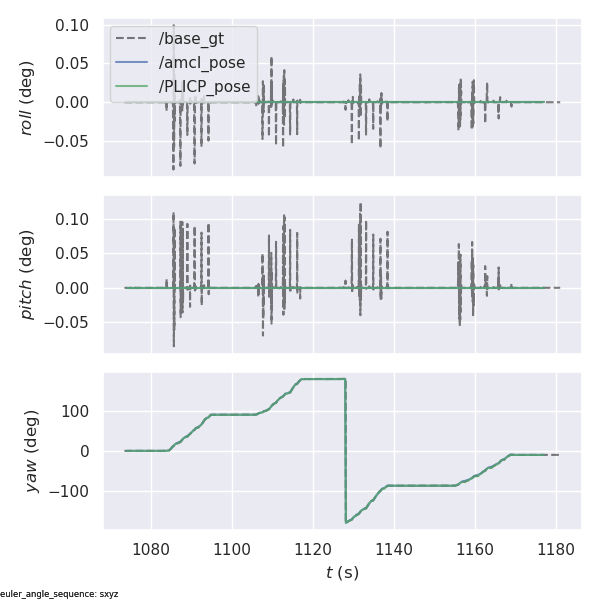 0.10
0.05
0.00
−0.05
roll (deg)
/base_gt
/amcl_pose
/PLICP_pose
0.10
0.05
0.00
−0.05
pitch (deg)
100
0
−100
yaw (deg)
1080 1100 1120 1140 1160 1180
t (s)
euler_angle_sequence: sxyz